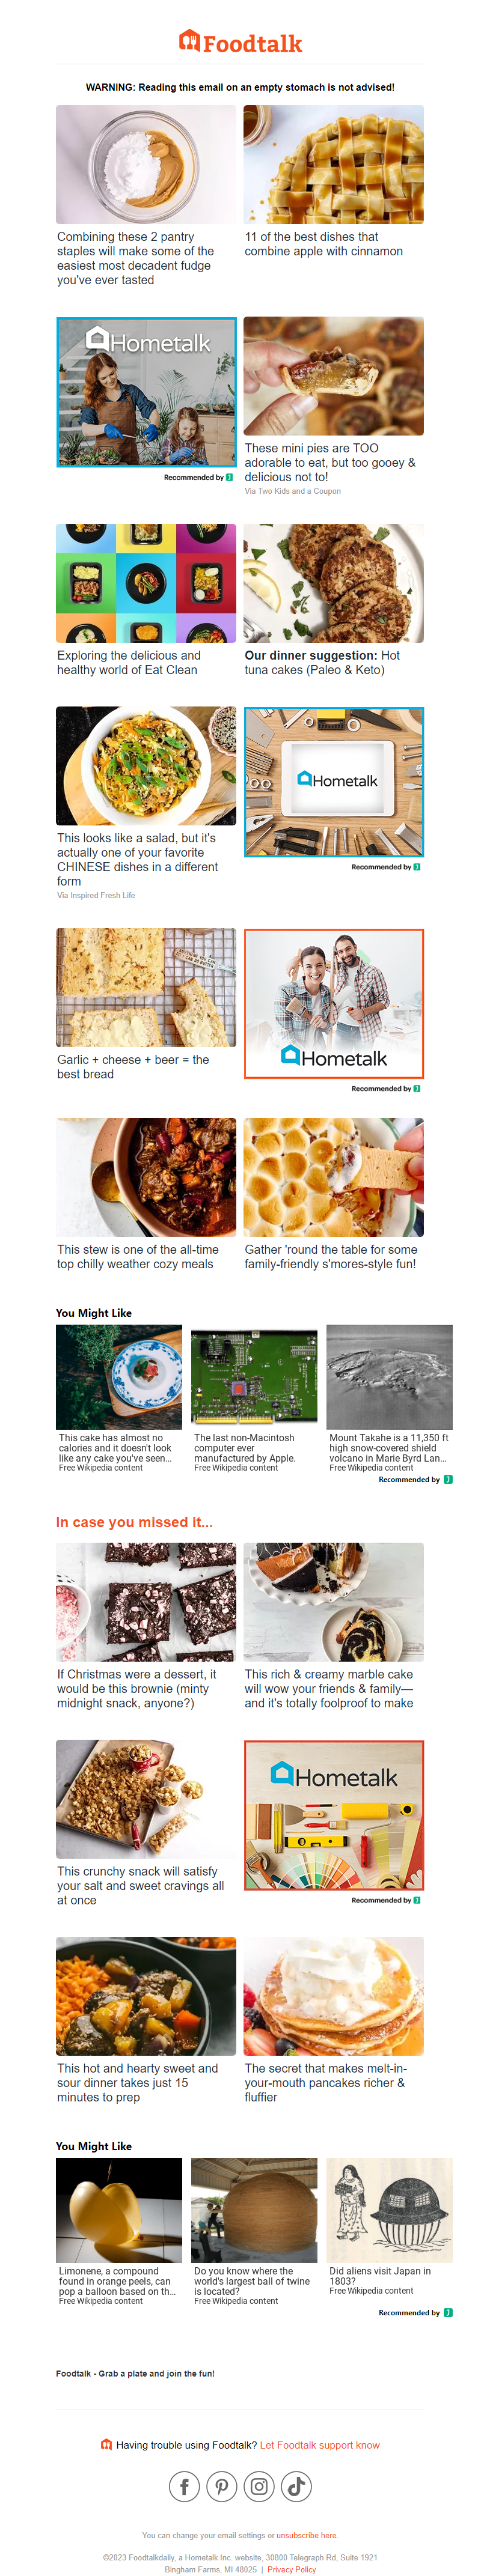 Foodtalk
WARNING: Reading this email on an empty stomach is not advised!
Combining these 2 pantry
staples will make some of the
easiest most decadent fudge
you've ever tasted
11 of the best dishes that
combine apple with cinnamon
Hometalk
Recommended by
These mini pies are TOO
adorable to eat, but too gooey &
delicious not to!
Via Two Kids and a Coupon
Exploring the delicious and
healthy world of Eat Clean
Our dinner suggestion: Hot
tuna cakes (Paleo & Keto)
This looks like a salad, but it's
actually one of your favorite
CHINESE dishes in a different
form
Via Inspired Fresh Life
Hometalk
Recommended by
Garlic + cheese + beer = the
best bread
Hometalk
Recommended by
This stew is one of the all-time
top chilly weather cozy meals
Gather 'round the table for some
family-friendly s'mores-style fun!
You Might Like
This cake has almost no
calories and it doesn't look
like any cake you've seen...
Free Wikipedia content
The last non-Macintosh
computer ever
manufactured by Apple.
Free Wikipedia content
Mount Takahe is a 11,350 ft
high snow-covered shield
volcano in Marie Byrd Lan...
Free Wikipedia content
Recommended by
In case you missed it...
If Christmas were a dessert, it
would be this brownie (minty
midnight snack, anyone?)
This rich & creamy marble cake
will wow your friends & family—
and it's totally foolproof to make
This crunchy snack will satisfy
your salt and sweet cravings all
at once
Hometalk
Recommended by
This hot and hearty sweet and
sour dinner takes just 15
minutes to prep
The secret that makes melt-in-
your-mouth pancakes richer &
fluffier
You Might Like
Limonene, a compound
found in orange peels, can
pop a balloon based on th...
Free Wikipedia content
Do you know where the
world's largest ball of twine
is located?
Free Wikipedia content
Did aliens visit Japan in
1803?
Free Wikipedia content
Recommended by
Foodtalk - Grab a plate and join the fun!
Having trouble using Foodtalk? Let Foodtalk support know
You can change your email settings or unsubscribe here.
©2023 Foodtalkdaily, a Hometalk Inc. website, 30800 Telegraph Rd, Suite 1921
Bingham Farms, MI 48025 | Privacy Policy